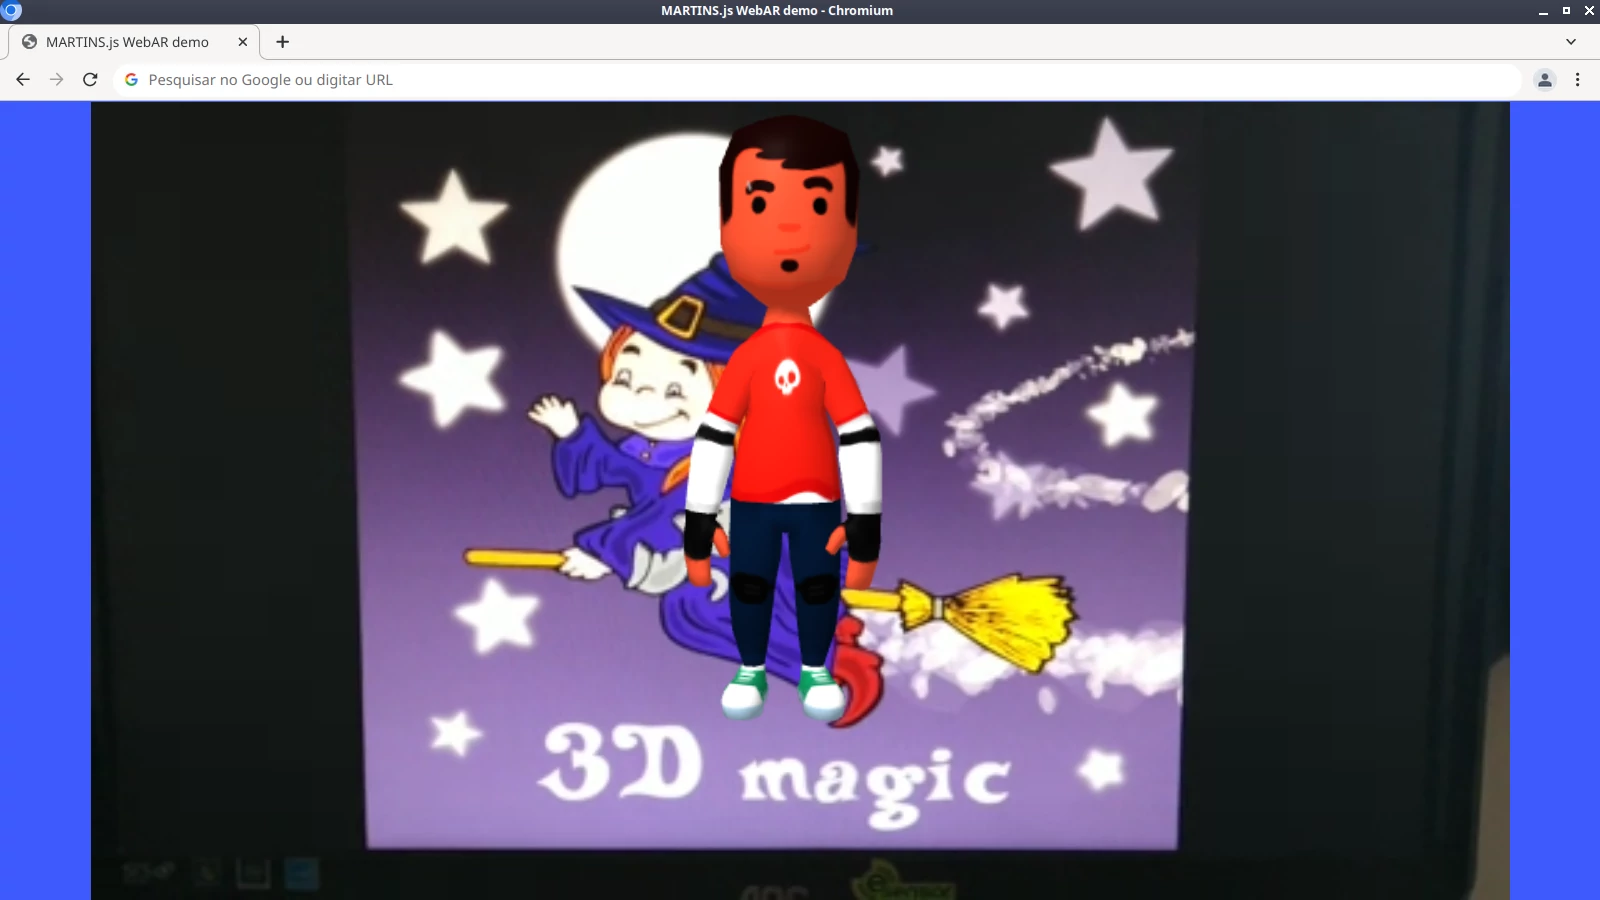 MARTINS.js WebAR demo - Chromium
MARTINS.js WebAR demo
Pesquisar no Google ou digitar URL
3D magic